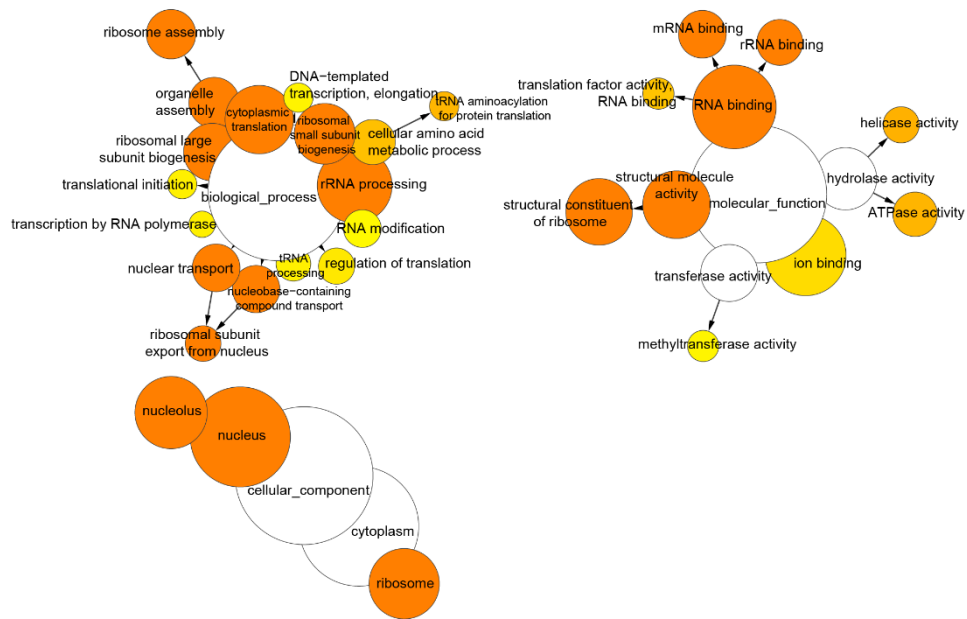 ribosome assembly
organelle
assembly
cytoplasmic
translation
DNA−templated
transcription, elongation
ribosomal
small subunit
biogenesis
tRNA aminoacylation
for protein translation
cellular amino acid
metabolic process
ribosomal large
subunit biogenesis
translational initiation
biological_process
rRNA processing
transcription by RNA polymerase
RNA modification
nuclear transport
tRNA
processing
regulation of translation
nucleobase−containing
compound transport
ribosomal subunit
export from nucleus
mRNA binding
rRNA binding
translation factor activity,
RNA binding
RNA binding
helicase activity
structural molecule
activity
hydrolase activity
structural constituent
of ribosome
molecular_function
ATPase activity
transferase activity
ion binding
methyltransferase activity
nucleolus
nucleus
cellular_component
cytoplasm
ribosome